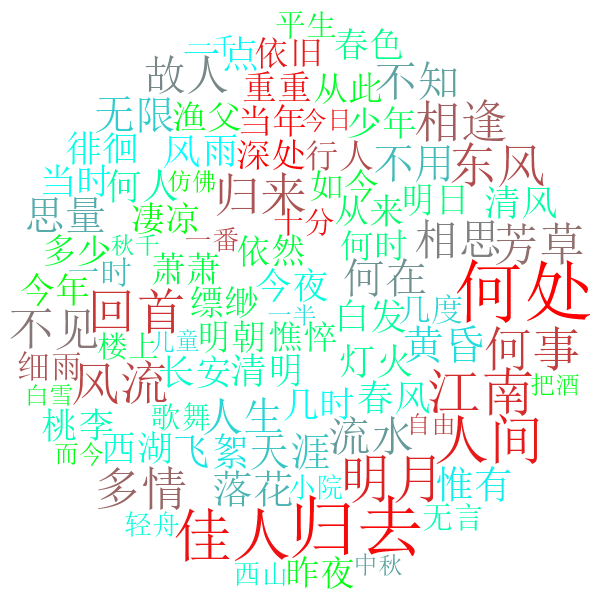 平生
一千
点
依旧
春色
故人
重重
从此
不知
无限
渔父
当年
今日
少年
相逢
徘徊
风雨
深处
行人
不用
东风
当时
何人
仿佛
归来
如今
明日
清风
思量
凄凉
十分
从来
相思
芳草
多少
秋千
一番
依然
何时
一时
萧萧
何在
何处
今年
今夜
回首
缥缈
一半
白发
几度
不见
楼上
儿童
明朝
憔悴
黄昏
何事
细雨
风流
长安
清明
灯火
白雪
几时
春风
江南
把酒
桃李
歌舞
人生
自由
人间
而今
西湖
飞絮
天涯
流水
多情
落花
小院
明月
惟有
轻舟
佳人
归去
无言
西山
昨夜
中秋